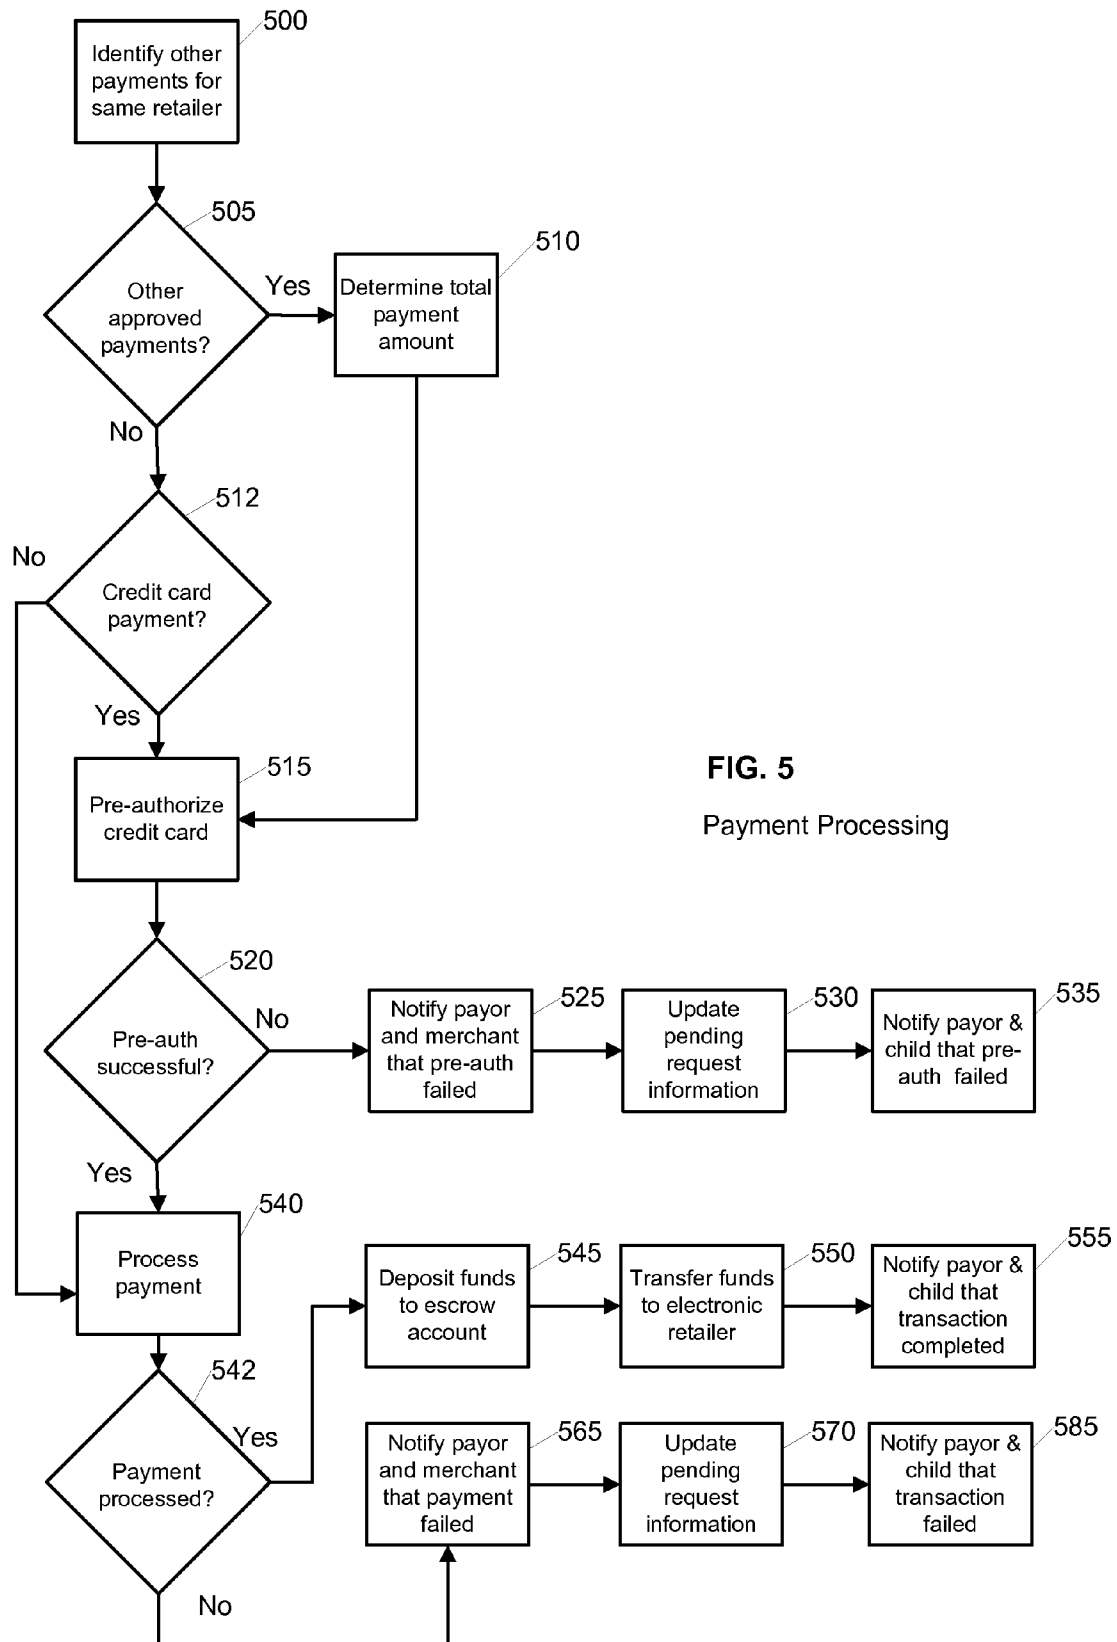 500
Identify other
payments for
same retailer
505
Other
approved
payments?
Yes
510
Determine total
payment
amount
No
512
Credit card
payment?
No
Yes
515
Pre-authorize
credit card
FIG. 5
Payment Processing
520
Pre-auth
successful?
No
525
Notify payor
and merchant
that pre-auth
failed
530
Update
pending
request
information
535
Notify payor &
child that pre-
auth failed
Yes
540
Process
payment
545
Deposit funds
to escrow
account
550
Transfer funds
to electronic
retailer
555
Notify payor &
child that
transaction
completed
542
Payment
processed?
Yes
565
Notify payor
and merchant
that payment
failed
570
Update
pending
request
information
585
Notify payor &
child that
transaction
failed
No